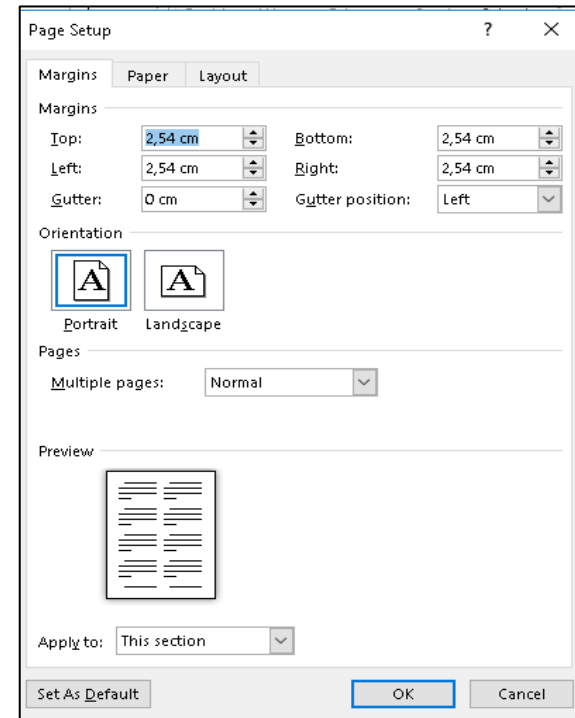 Page Setup ? ×
Margins Paper Layout
Margins
Top: 2,54 cm Bottom: 2,54 cm
Left: 2,54 cm Right: 2,54 cm
Gutter: 0 cm Gutter position: Left
Orientation
A A
Portrait Landscape
Pages
Multiple pages: Normal
Preview
Apply to: This section
Set As Default OK Cancel